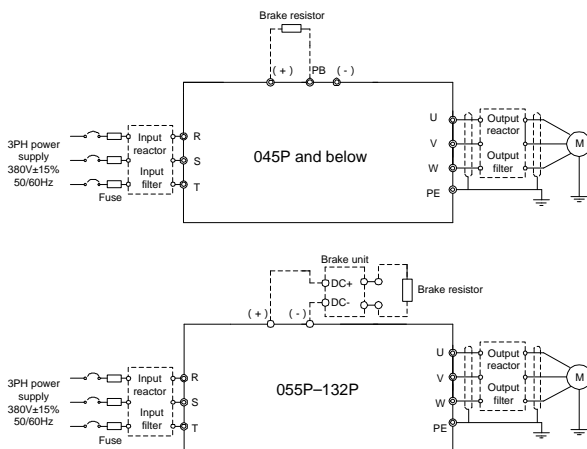 Brake resistor
(+) PB (-)
3PH power
supply
380V±15%
50/60Hz
Fuse
Input
reactor
Input
filter
R
S
T
045P and below
U
V
W
PE
Output
reactor
Output
filter
M
Brake unit
DC+
DC-
Brake resistor
(+) (-)
3PH power
supply
380V±15%
50/60Hz
Fuse
Input
reactor
Input
filter
R
S
T
055P–132P
U
V
W
PE
Output
reactor
Output
filter
M